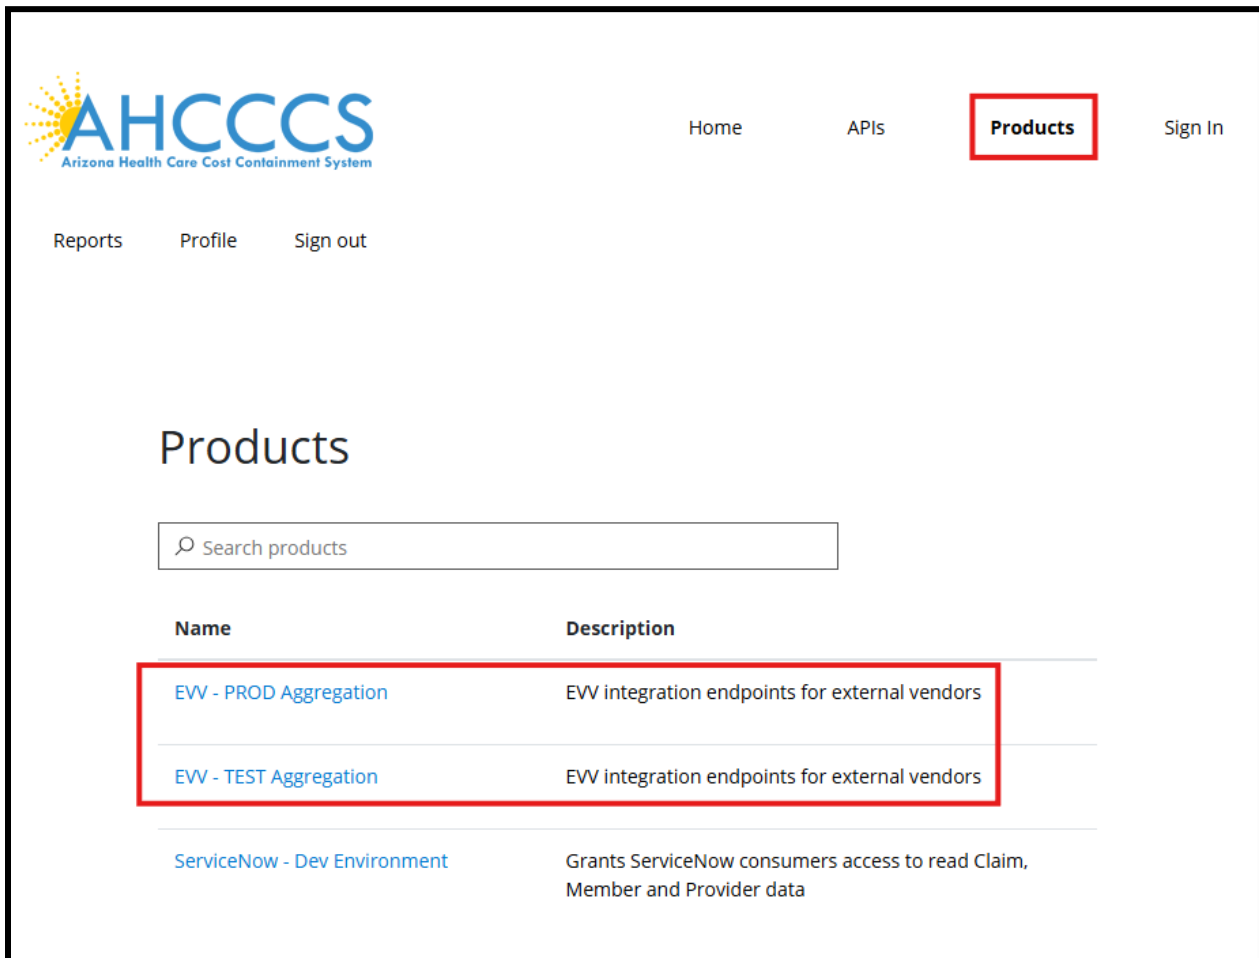 AHCCCS
Arizona Health Care Cost Containment System
Home APIs Products Sign In
Reports Profile Sign out
Products
Search products
Name Description
EVV - PROD Aggregation EVV integration endpoints for external vendors
EVV - TEST Aggregation EVV integration endpoints for external vendors
ServiceNow - Dev Environment Grants ServiceNow consumers access to read Claim,
Member and Provider data